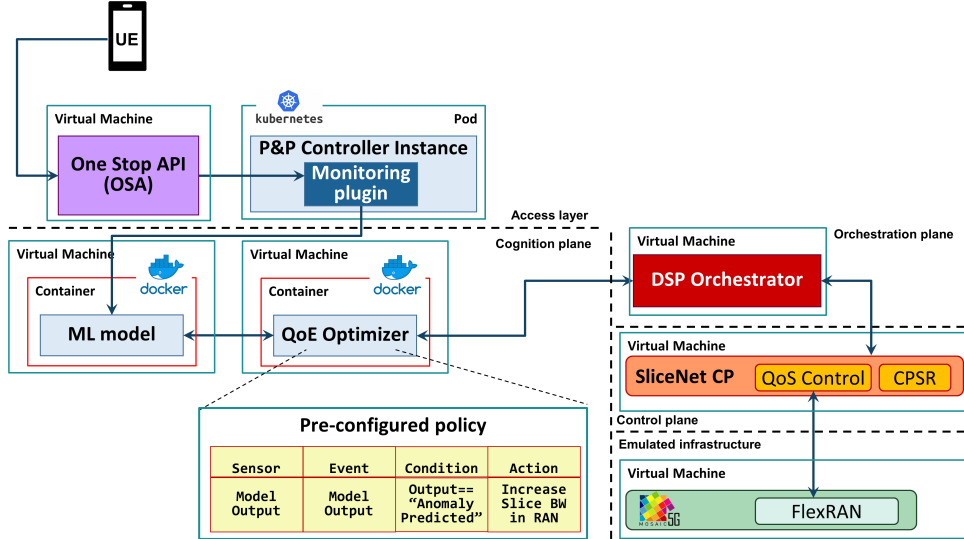 UE
Virtual Machine
One Stop API
(OSA)
kubernetes
Pod
P&P Controller Instance
Monitoring
plugin
Access layer
Cognition plane
Orchestration plane
Virtual Machine
docker
Container
ML model
Virtual Machine
docker
Container
QoE Optimizer
Virtual Machine
DSP Orchestrator
Virtual Machine
SliceNet CP
QoS Control
CPSR
Control plane
Emulated infrastructure
Virtual Machine
MOSAIC 5G
FlexRAN
Pre-configured policy
Sensor Event Condition Action
Model
Output
Model
Output
Output==
“Anomaly
Predicted”
Increase
Slice BW
in RAN